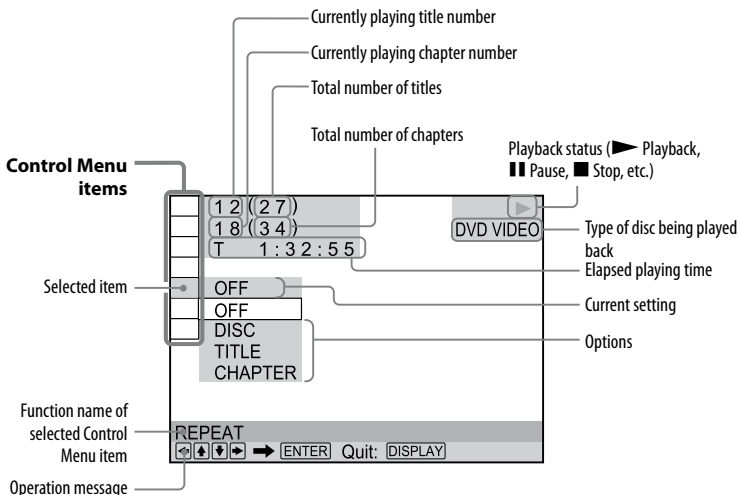 Currently playing title number
Currently playing chapter number
Total number of titles
Total number of chapters
Playback status (► Playback,
❚❚ Pause, ■ Stop, etc.)
Control Menu
items
1 2 ( 2 7 )
1 8 ( 3 4 )
T 1 : 3 2 : 5 5
►
DVD VIDEO
Type of disc being played
back
Elapsed playing time
Selected item
OFF
Current setting
OFF
DISC
TITLE
CHAPTER
Options
Function name of
selected Control
Menu item
REPEAT
← ↑ ↓ → ➡ ENTER Quit: DISPLAY
Operation message